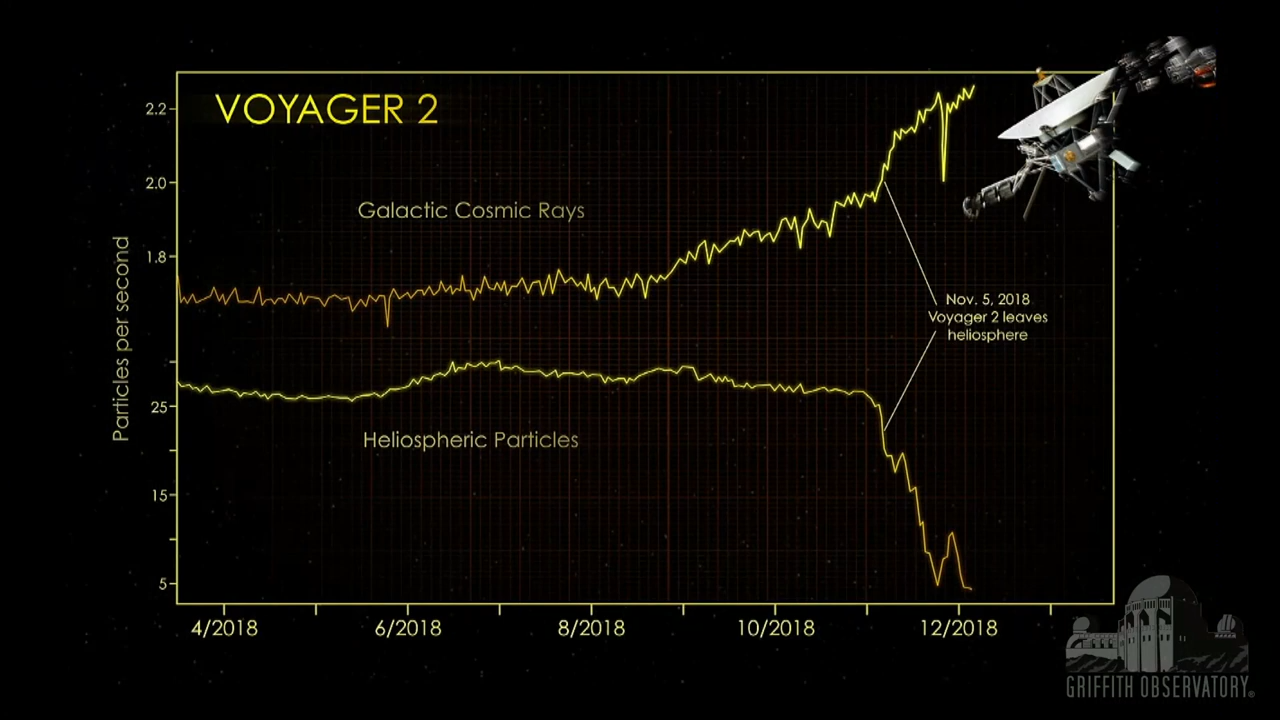 VOYAGER 2
2.2
2.0
1.8
25
15
5
Particles per second
Galactic Cosmic Rays
Nov. 5, 2018
Voyager 2 leaves
heliosphere
Heliospheric Particles
4/2018
6/2018
8/2018
10/2018
12/2018
GRIFFITH OBSERVATORY®